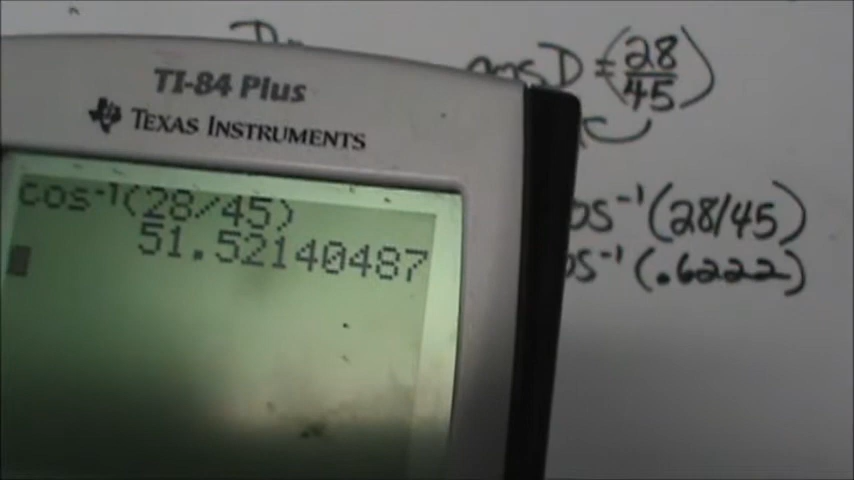 cos D = (28/45)
TI-84 Plus
TEXAS INSTRUMENTS
cos⁻¹(28/45)
51.52140487
os⁻¹(28/45)
os⁻¹(.6222)